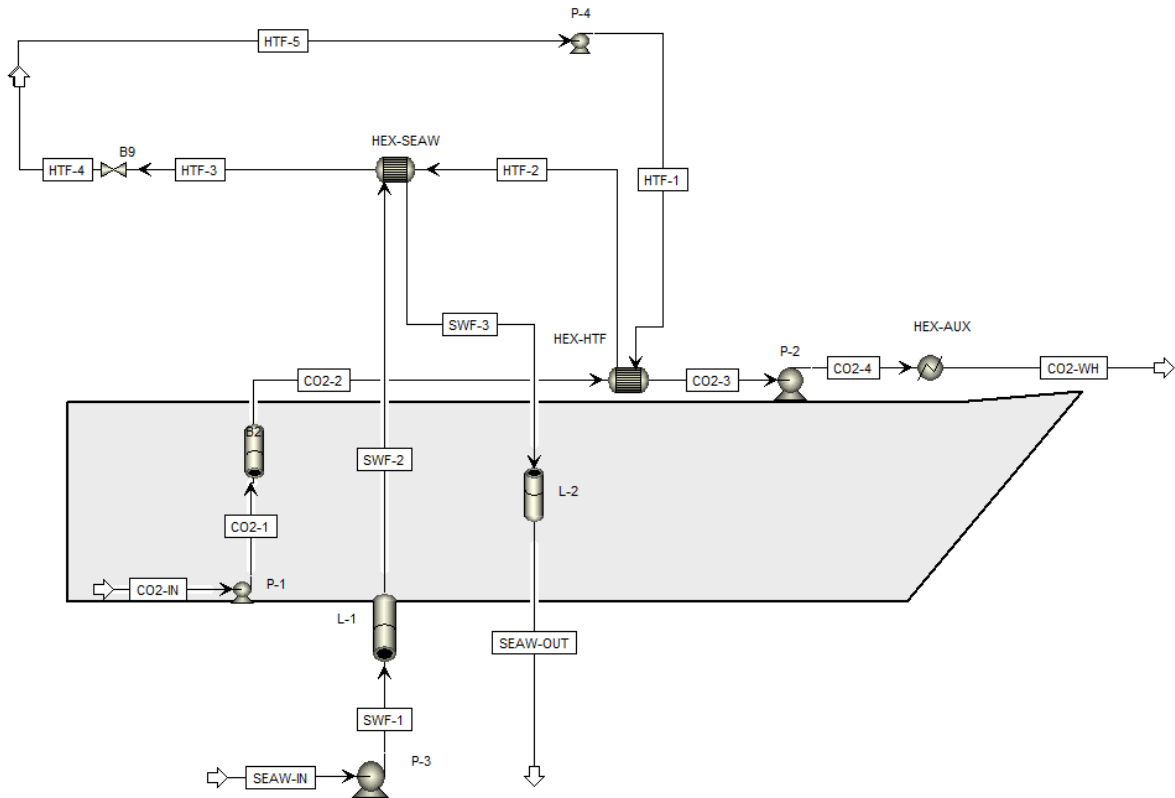 P-4
HTF-5
HEX-SEAW
B9
HTF-4
HTF-3
HTF-2
HTF-1
SWF-3
HEX-HTF
HEX-AUX
P-2
CO2-2
CO2-3
CO2-4
CO2-WH
B2
SWF-2
L-2
CO2-1
CO2-IN
P-1
L-1
SEAW-OUT
SWF-1
P-3
SEAW-IN